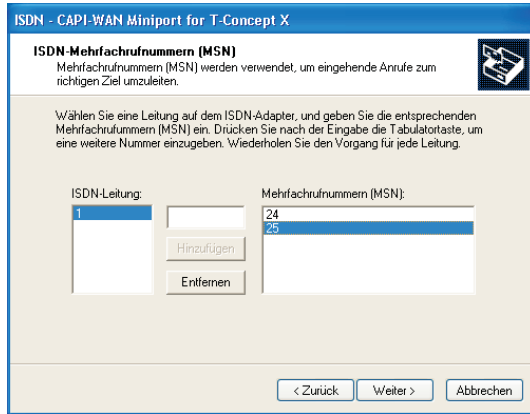 ISDN - CAPI-WAN Miniport for T-Concept X
ISDN-Mehrfachrufnummern (MSN)
Mehrfachrufnummern (MSN) werden verwendet, um eingehende Anrufe zum
richtigen Ziel umzuleiten.
Wählen Sie eine Leitung auf dem ISDN-Adapter, und geben Sie die entsprechenden
Mehrfachrufummern (MSN) ein. Drücken Sie nach der Eingabe die Tabulatortaste, um
eine weitere Nummer einzugeben. Wiederholen Sie den Vorgang für jede Leitung.
ISDN-Leitung:
Mehrfachrufnummern (MSN):
1
24
25
Hinzufügen
Entfernen
< Zurück
Weiter >
Abbrechen